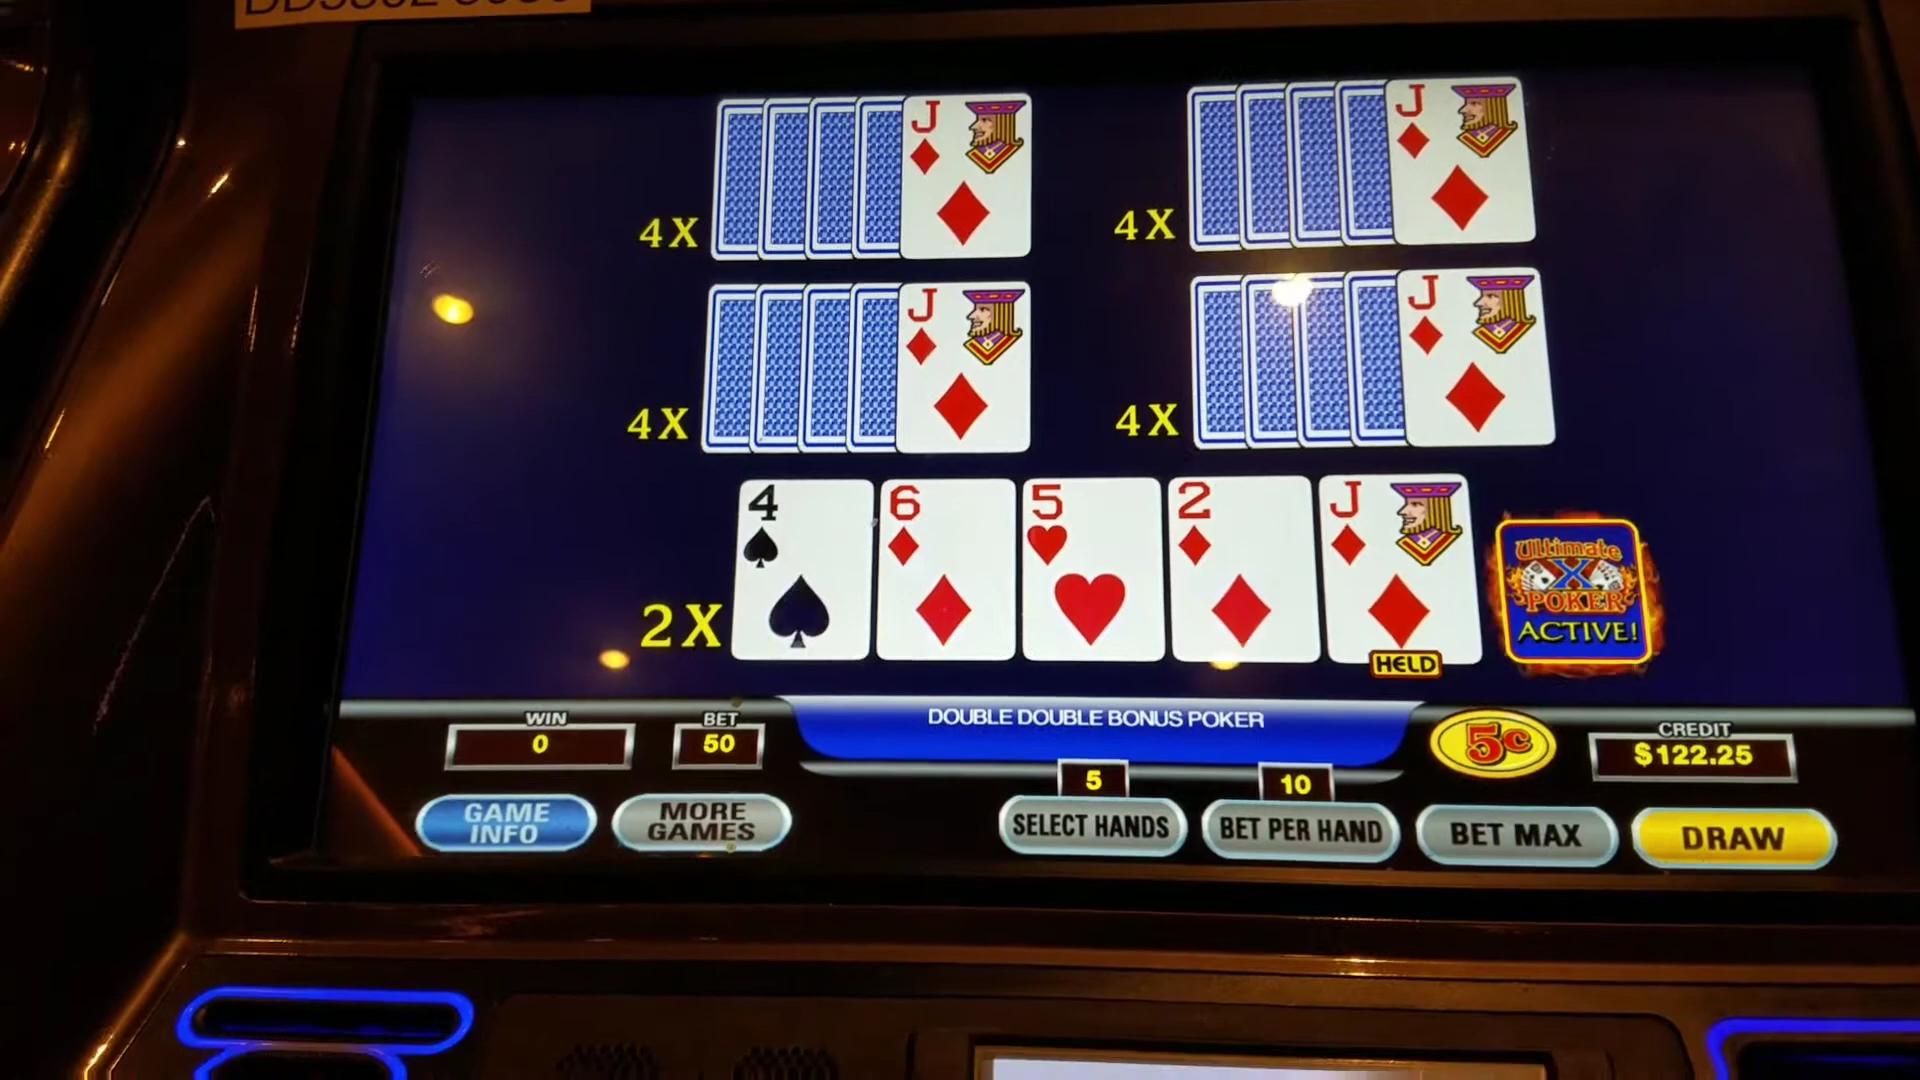 J
J
4X
4X
J
J
4X
4X
4
6
5
2
J
2X
HELD
Ultimate
X
POKER
ACTIVE!
WIN
0
BET
50
DOUBLE DOUBLE BONUS POKER
5¢
CREDIT
$122.25
5
10
GAME
INFO
MORE
GAMES
SELECT HANDS
BET PER HAND
BET MAX
DRAW